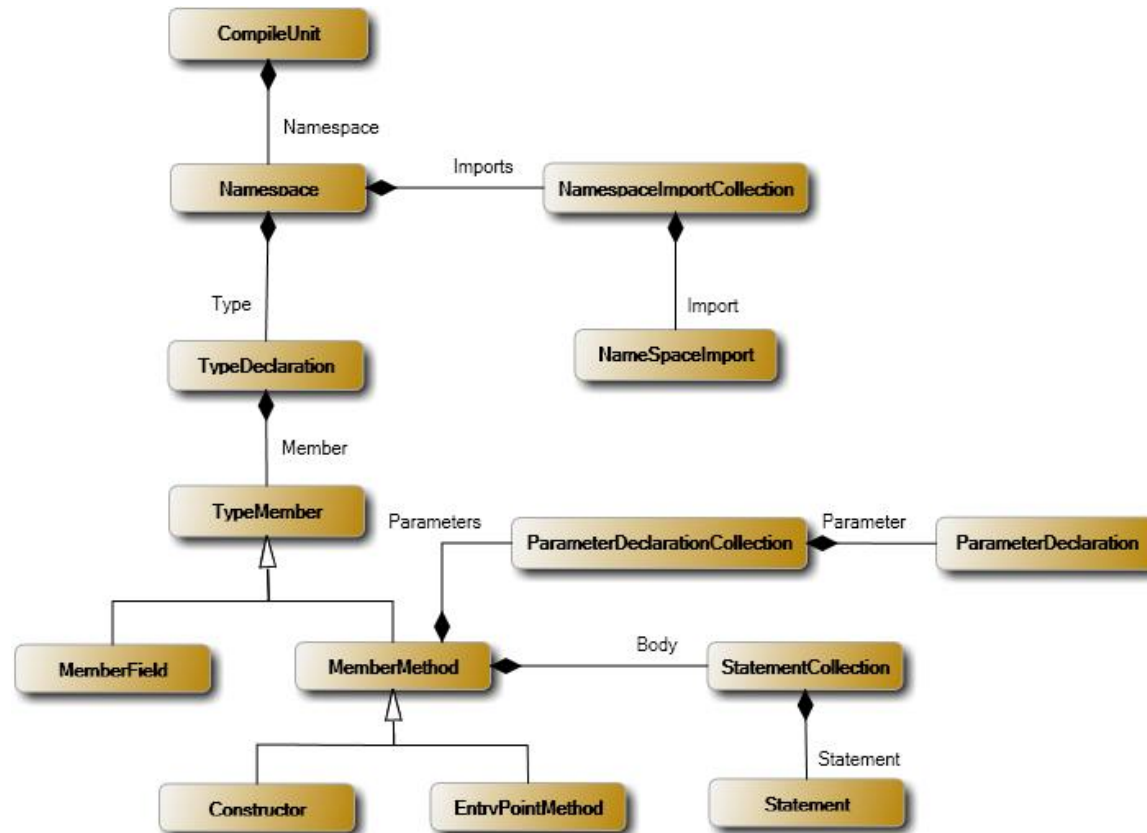 CompileUnit
Namespace
Namespace
Imports
NamespaceImportCollection
Type
Import
NameSpaceImport
TypeDeclaration
Member
TypeMember
Parameters
ParameterDeclarationCollection
Parameter
ParameterDeclaration
MemberField
MemberMethod
Body
StatementCollection
Statement
Constructor
EntryPointMethod
Statement